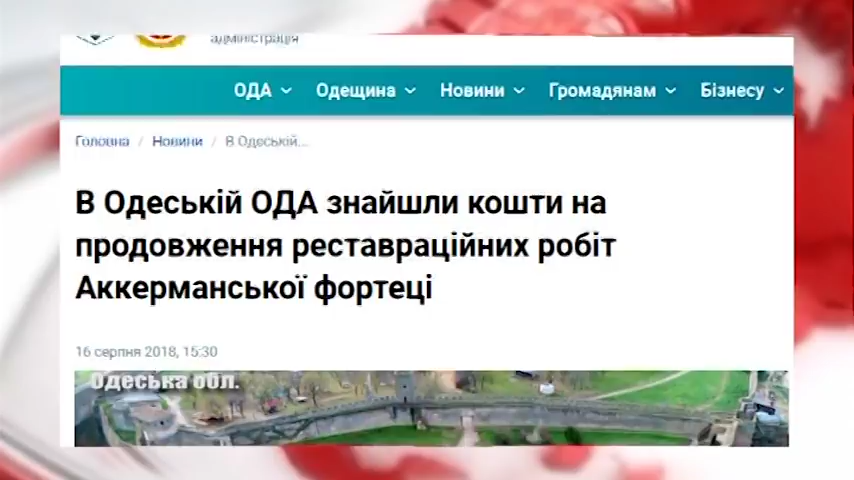 адміністрація
ОДА Одещина Новини Громадянам Бізнесу
Головна / Новини / В Одеській...
В Одеській ОДА знайшли кошти на
продовження реставраційних робіт
Аккерманської фортеці
16 серпня 2018, 15:30
Одеська обл.